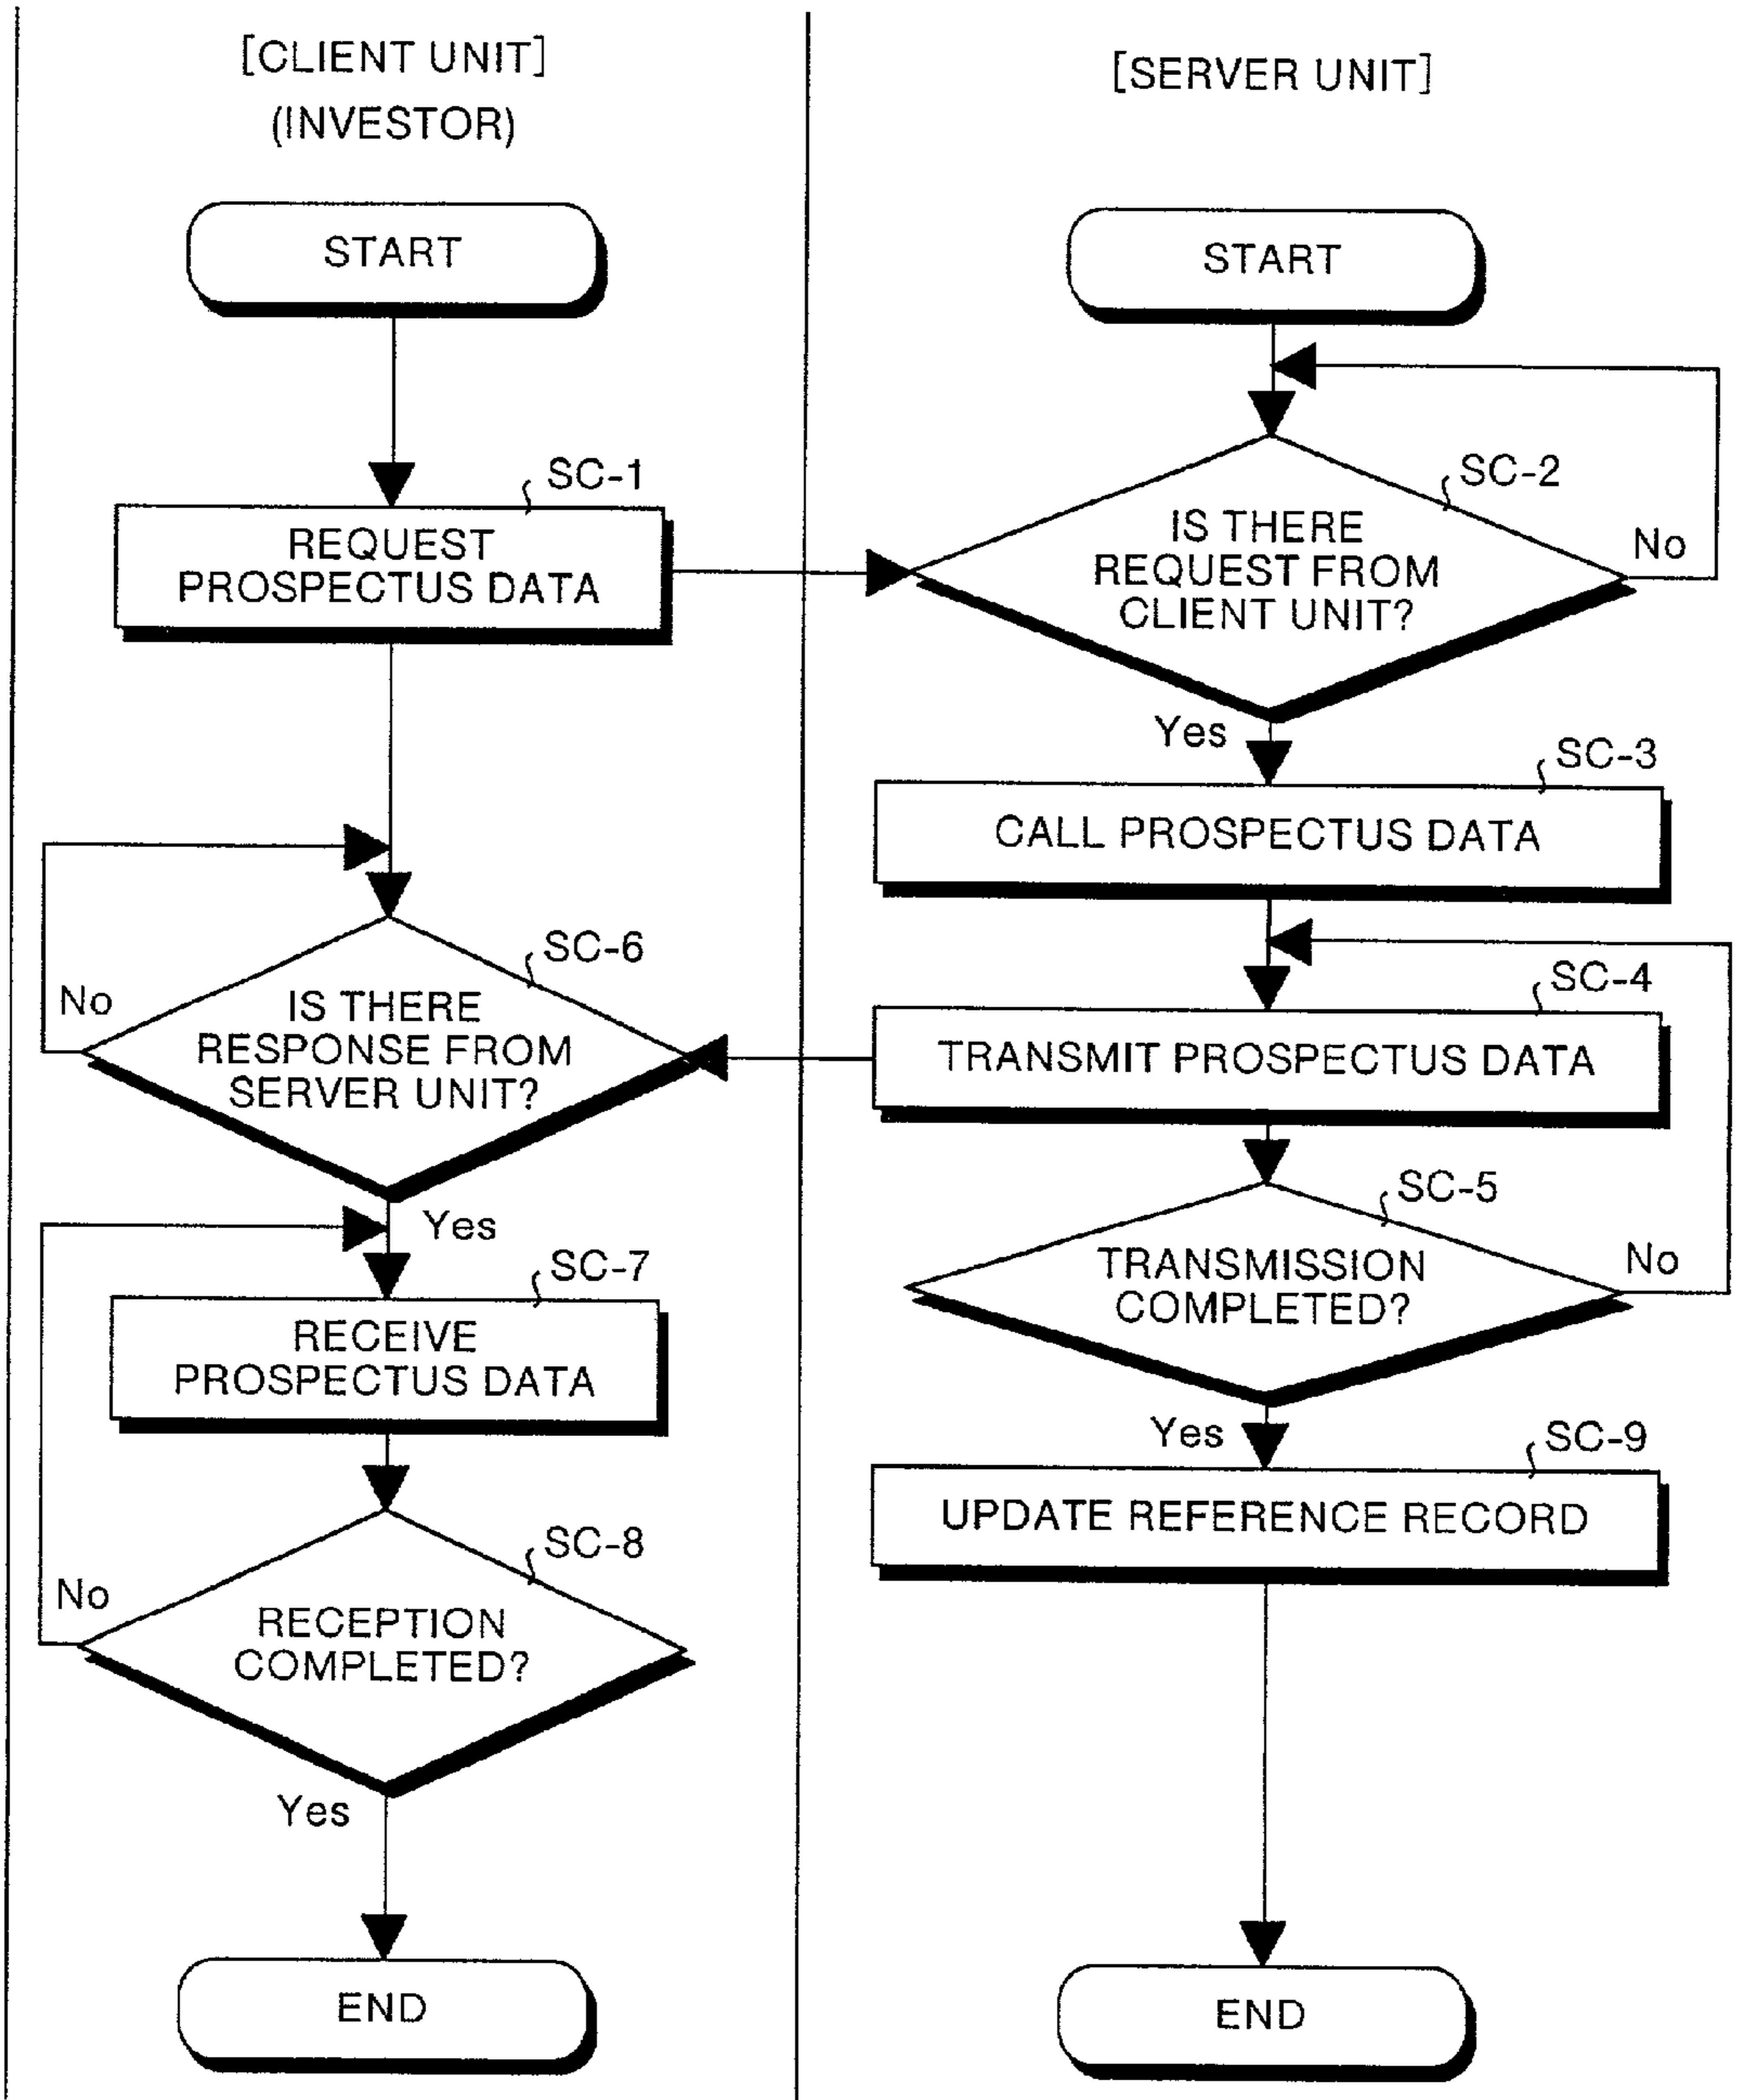 [CLIENT UNIT]
(INVESTOR)
START
SC-1
REQUEST
PROSPECTUS DATA
SC-6
No
IS THERE
RESPONSE FROM
SERVER UNIT?
Yes
SC-7
RECEIVE
PROSPECTUS DATA
SC-8
No
RECEPTION
COMPLETED?
Yes
END
[SERVER UNIT]
START
SC-2
No
IS THERE
REQUEST FROM
CLIENT UNIT?
Yes
SC-3
CALL PROSPECTUS DATA
SC-4
TRANSMIT PROSPECTUS DATA
SC-5
No
TRANSMISSION
COMPLETED?
Yes
SC-9
UPDATE REFERENCE RECORD
END